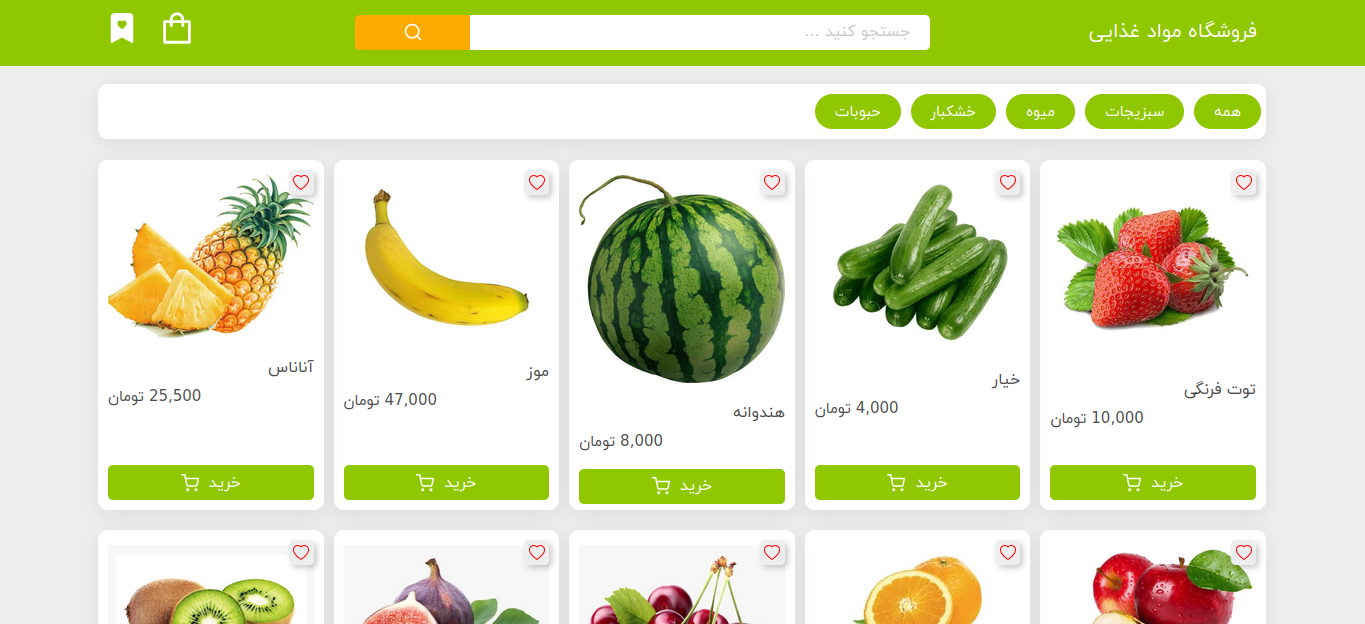 فروشگاه مواد غذایی
جستجو کنید ...
همه
سبزیجات
میوه
خشکبار
حبوبات
توت فرنگی
10,000 تومان
خرید
خیار
4,000 تومان
خرید
هندوانه
8,000 تومان
خرید
موز
47,000 تومان
خرید
آناناس
25,500 تومان
خرید